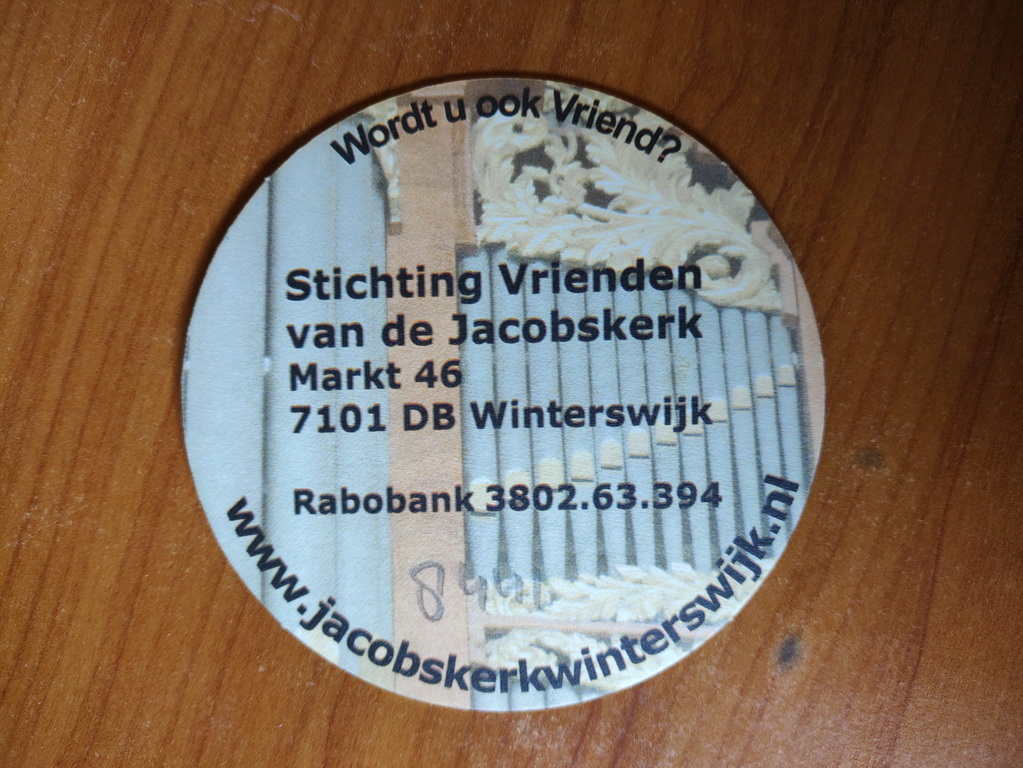 Wordt u ook Vriend?
Stichting Vrienden
van de Jacobskerk
Markt 46
7101 DB Winterswijk
Rabobank 3802.63.394
www.jacobskerkwinterswijk.nl